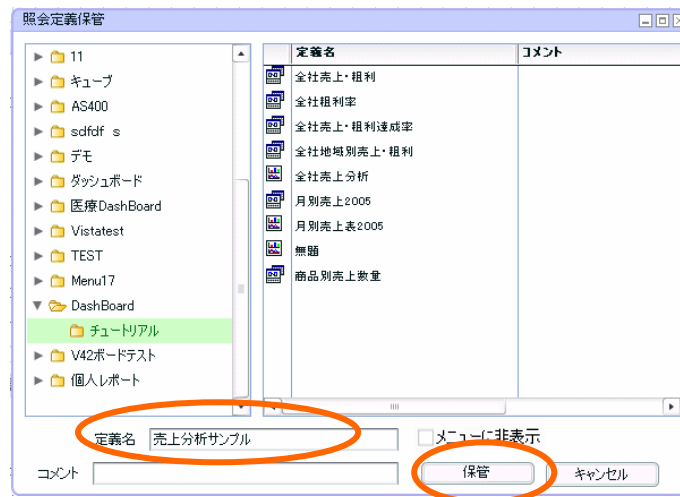 照会定義保管
11
キューブ
AS400
sdfdf s
デモ
ダッシュボード
医療DashBoard
Vistatest
TEST
Menu17
DashBoard
チュートリアル
V42ボードテスト
個人レポート
定義名 コメント
全社売上・粗利
全社粗利率
全社売上・粗利達成率
全社地域別売上・粗利
全社売上分析
月別売上2005
月別売上表2005
無題
商品別売上数量
定義名 売上分析サンプル メニューに非表示
コメント 保管 キャンセル